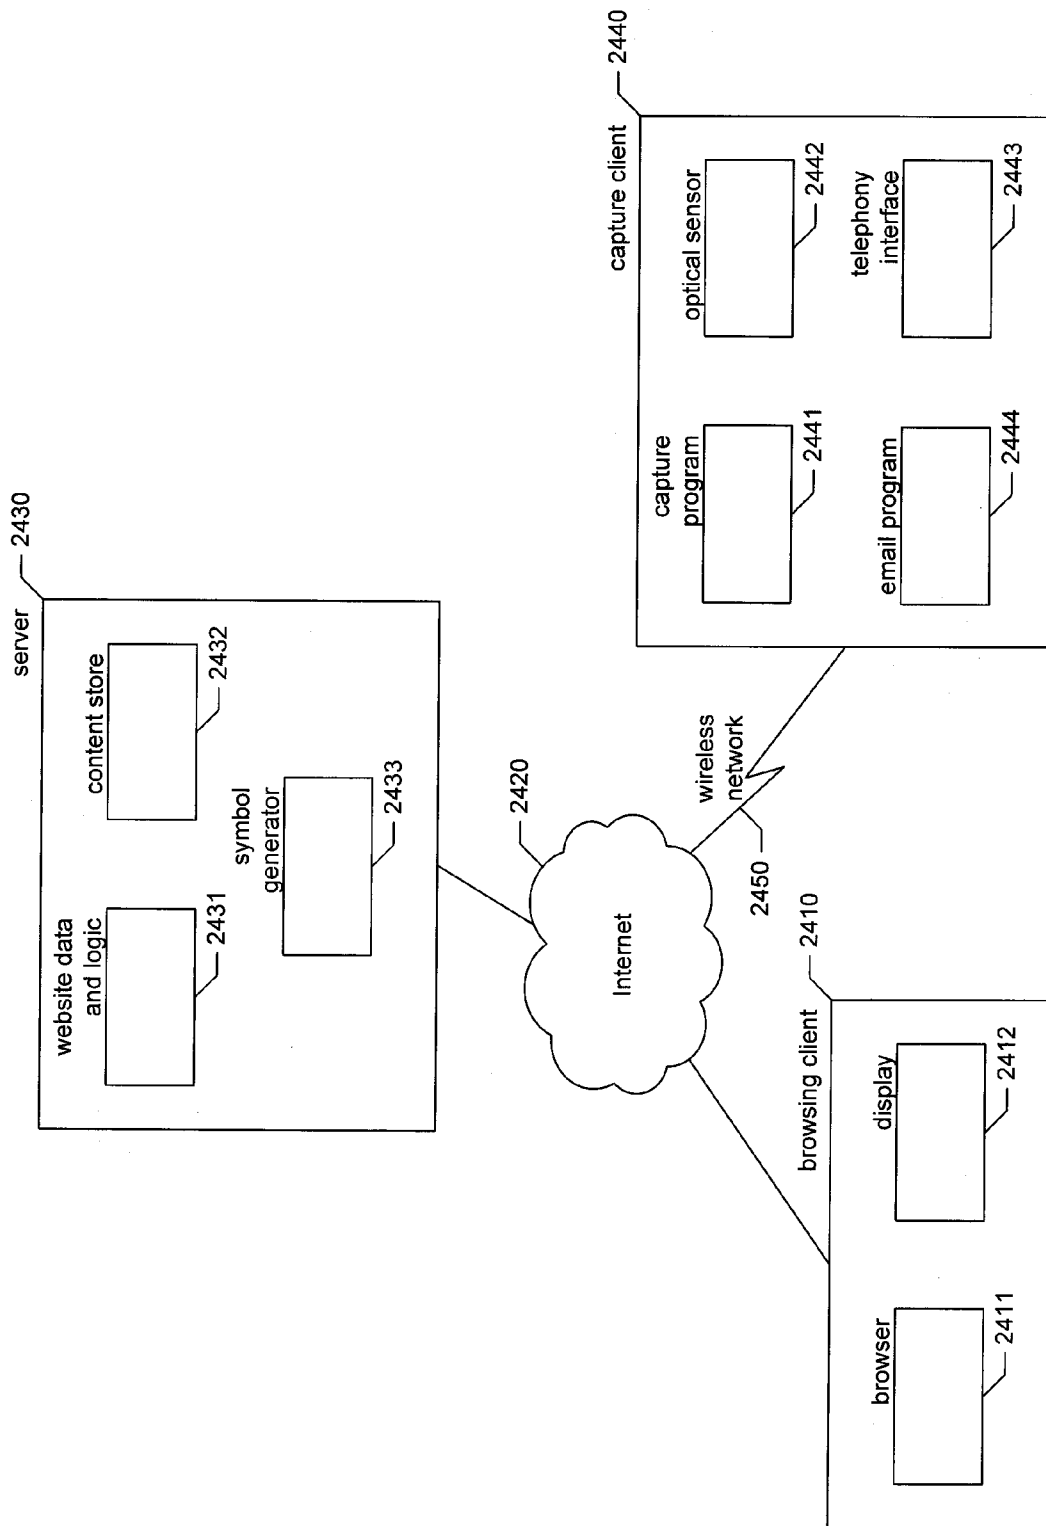 server
2430
website data
and logic
2431
content store
2432
symbol
generator
2433
Internet
2420
wireless
network
2450
browsing client
2410
browser
2411
display
2412
capture client
2440
capture
program
2441
optical sensor
2442
email program
2444
telephony
interface
2443